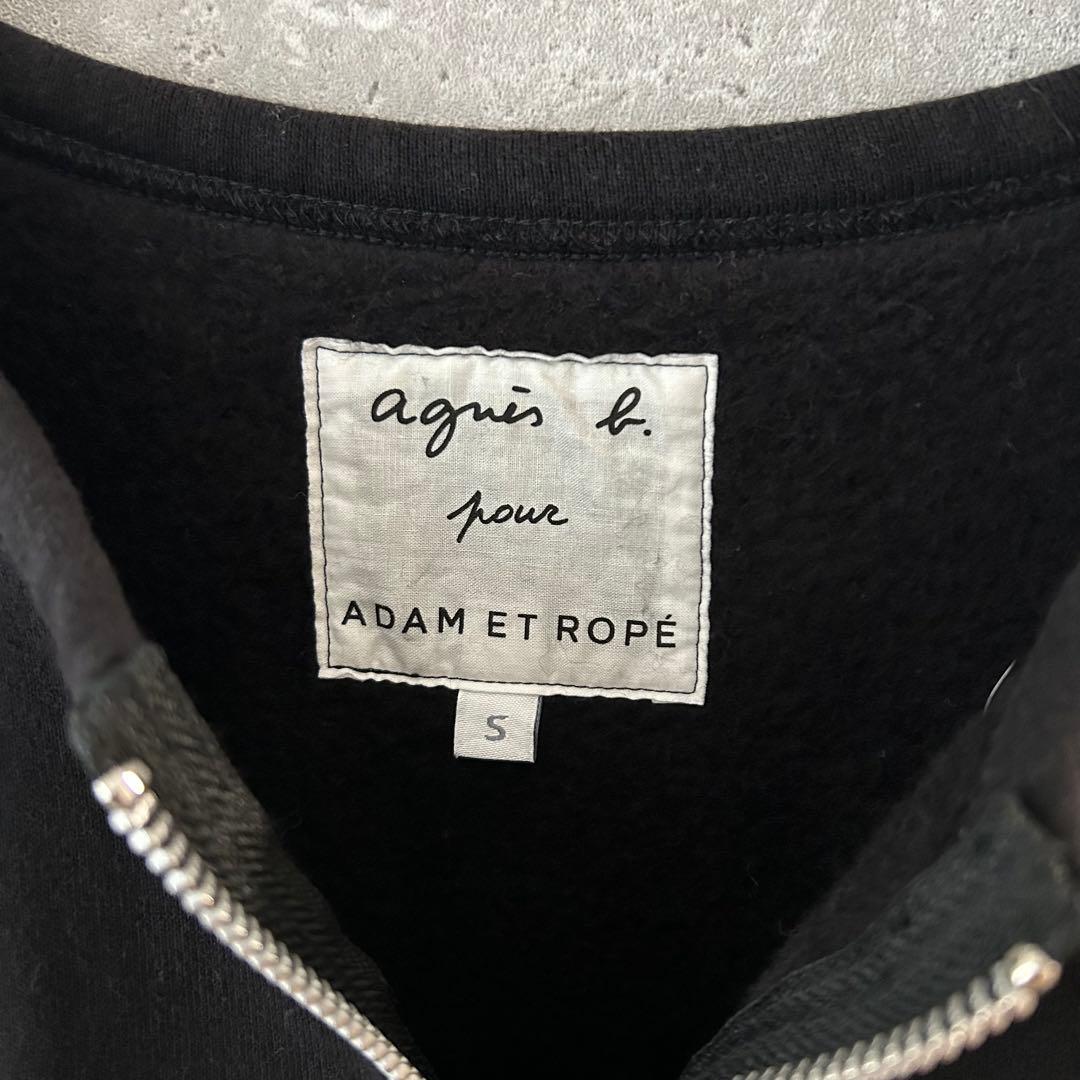 agnès b.
pour
ADAM ET ROPÉ
S